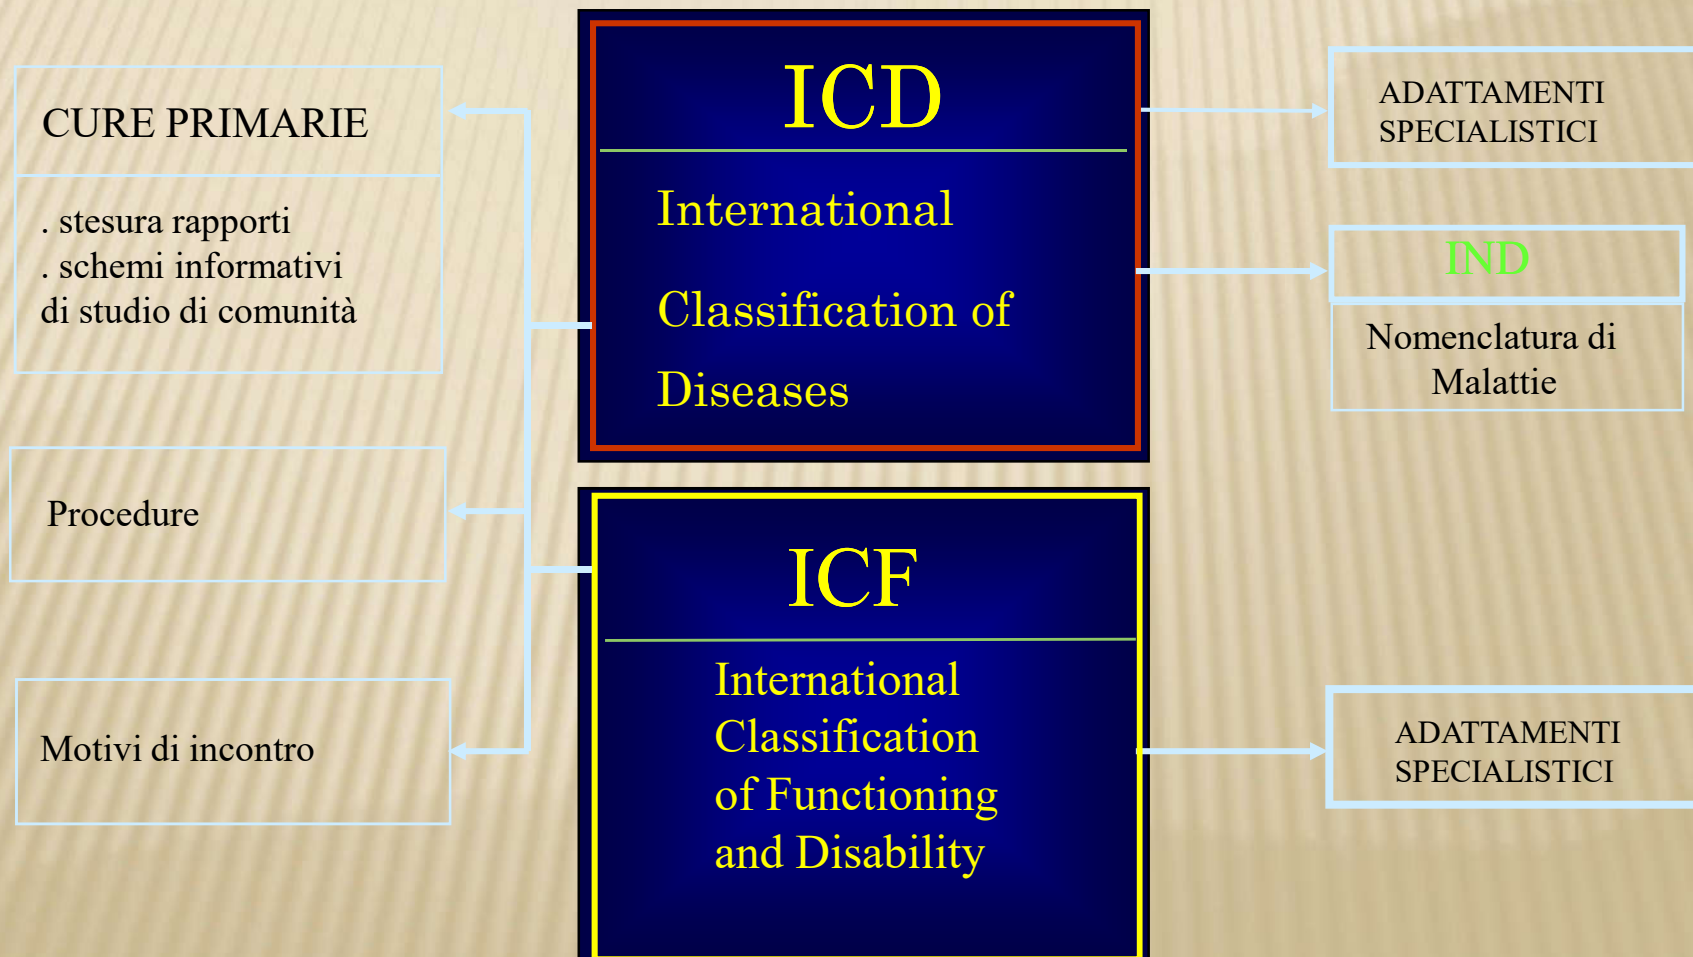 CURE PRIMARIE
. stesura rapporti
. schemi informativi
di studio di comunità
Procedure
Motivi di incontro
ICD
International
Classification of
Diseases
ICF
International
Classification
of Functioning
and Disability
ADATTAMENTI
SPECIALISTICI
IND
Nomenclatura di
Malattie
ADATTAMENTI
SPECIALISTICI